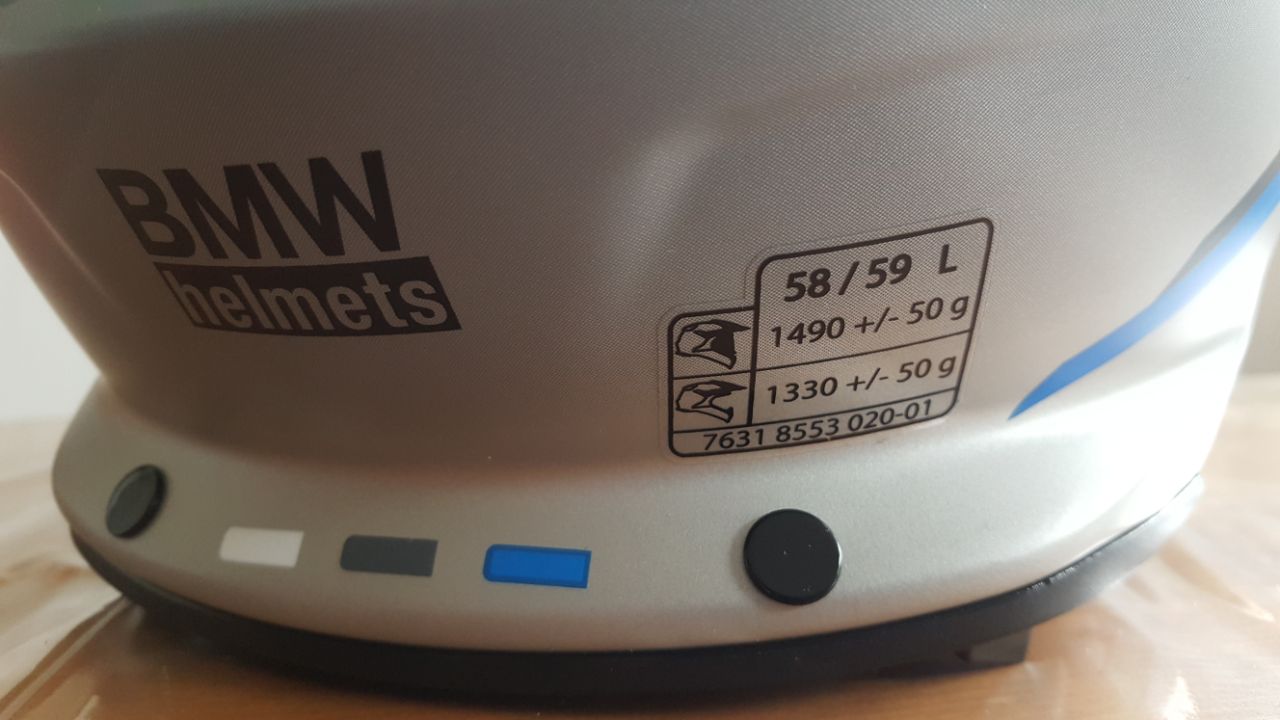 BMW
helmets
58 / 59 L
1490 +/- 50 g
1330 +/- 50 g
7631 8553 020-01